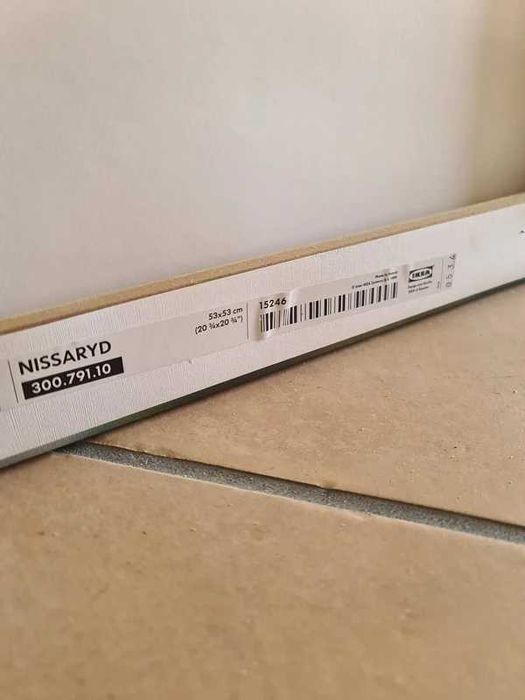 NISSARYD
300.791.10
53x53 cm
(20 ¾x20 ¾")
15246
IKEA